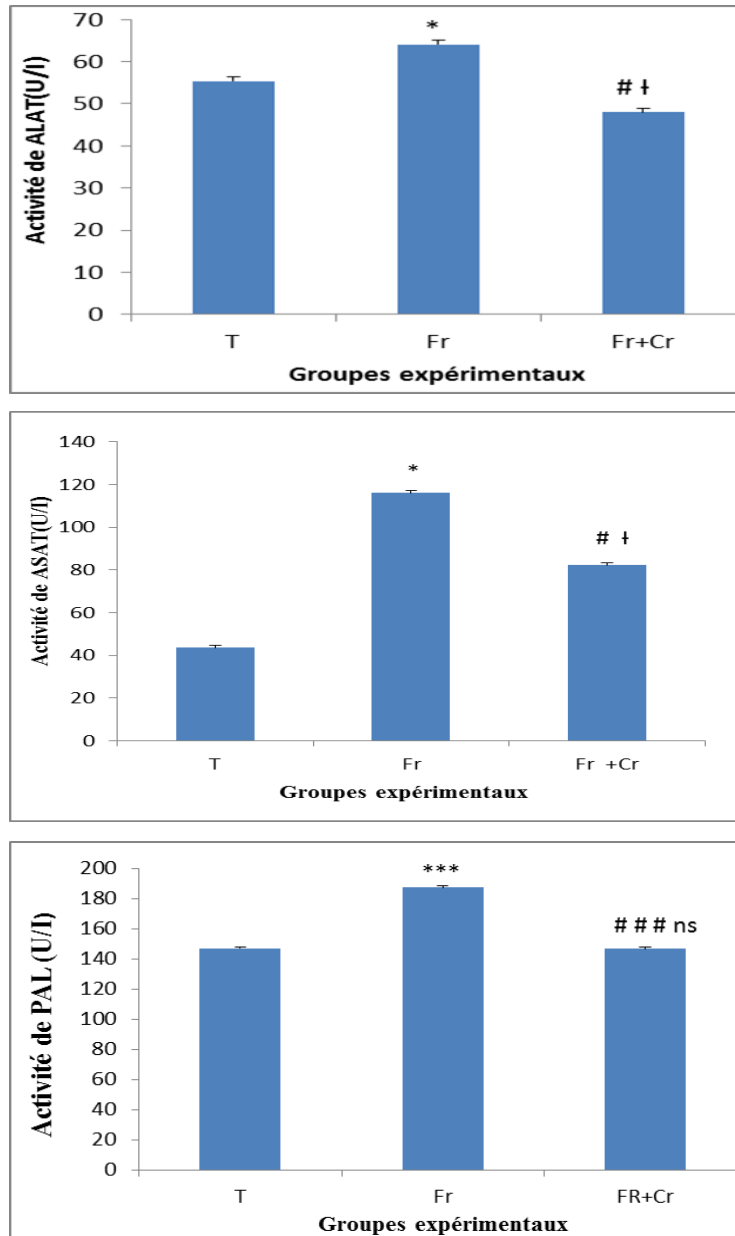 Activité de ALAT(U/l)
70
60
50
40
30
20
10
0
*
# ƚ
T Fr Fr+Cr
Groupes expérimentaux
Activité de ASAT(U/l)
140
120
100
80
60
40
20
0
*
# ƚ
T Fr Fr +Cr
Groupes expérimentaux
Activité de PAL (U/l)
200
180
160
140
120
100
80
60
40
20
0
***
# # # ns
T Fr FR+Cr
Groupes expérimentaux